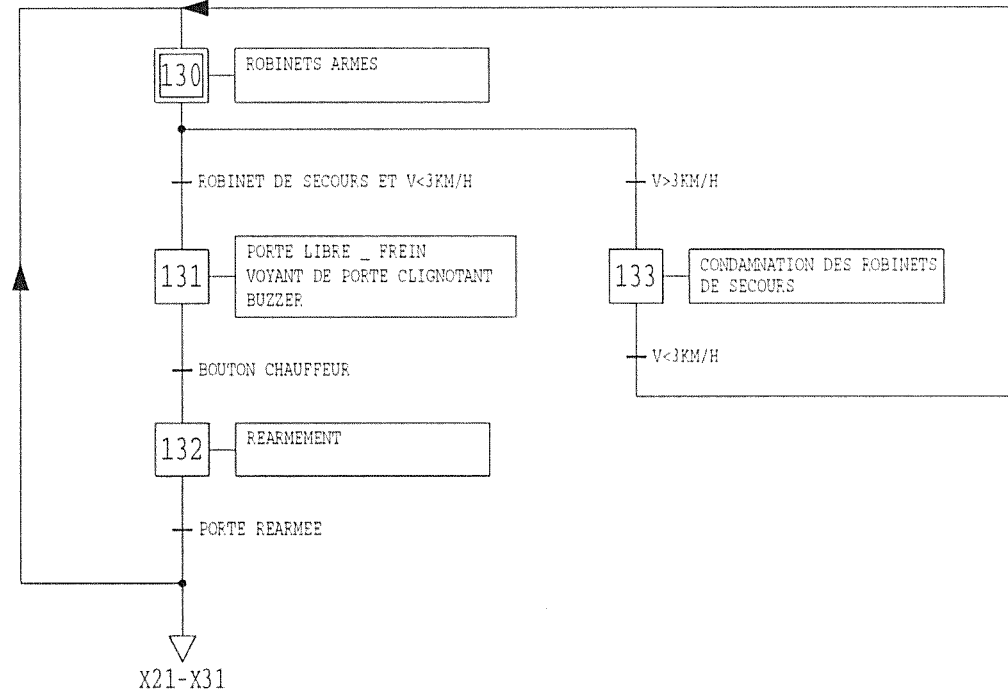 130
ROBINETS ARMES
ROBINET DE SECOURS ET V<3KM/H
V>3KM/H
131
PORTE LIBRE _ FREIN
VOYANT DE PORTE CLIGNOTANT
BUZZER
133
CONDAMNATION DES ROBINETS
DE SECOURS
V<3KM/H
BOUTON CHAUFFEUR
132
REARMEMENT
PORTE REARMEE
X21-X31